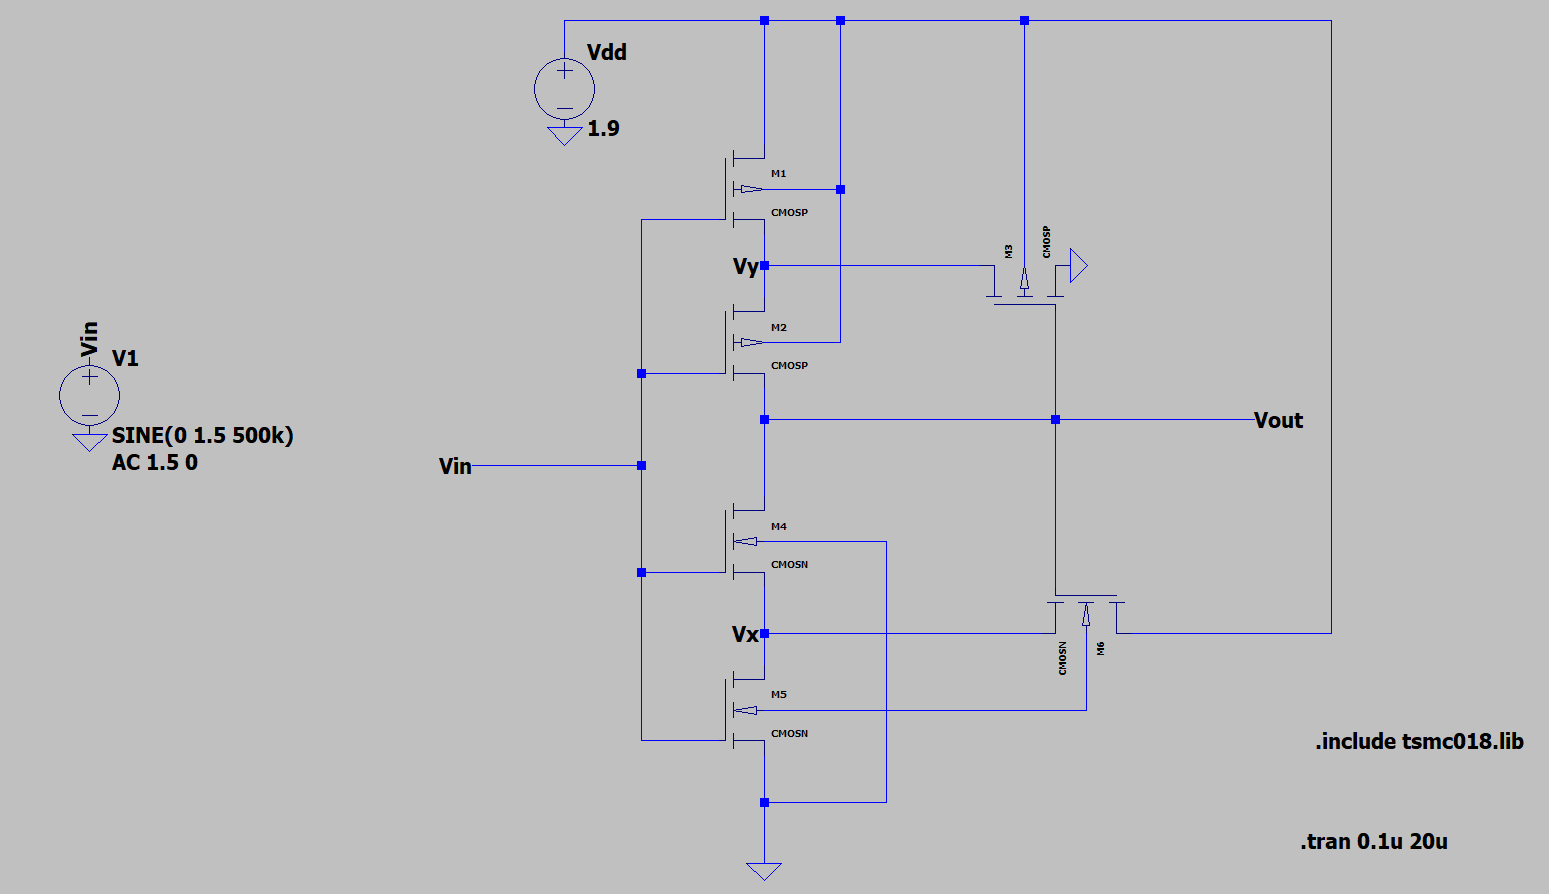 Vdd
+
1.9
M1
CMOSP
Vy
M3
CMOSP
M2
CMOSP
Vin
V1
+
SINE(0 1.5 500k)
AC 1.5 0
Vout
Vin
M4
CMOSN
Vx
CMOSN
M6
M5
CMOSN
.include tsmc018.lib
.tran 0.1u 20u